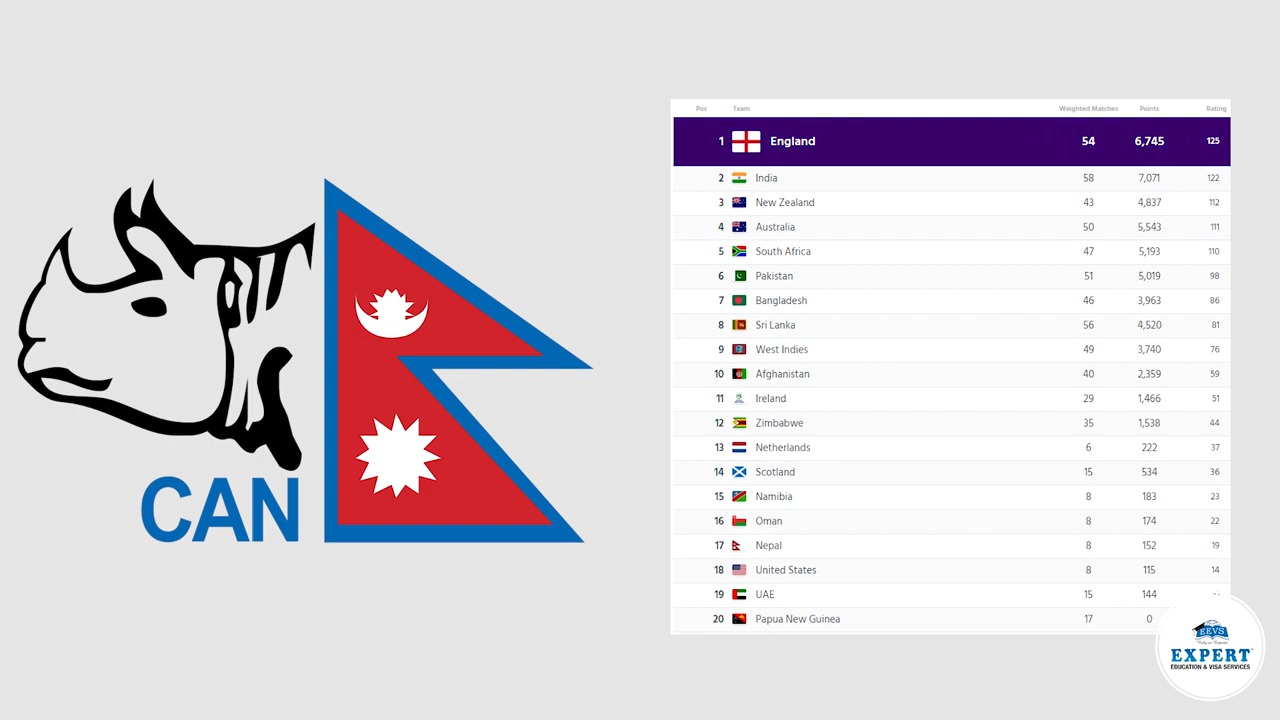 CAN
Pos Team Weighted Matches Points Rating
1 England 54 6,745 125
2 India 58 7,071 122
3 New Zealand 43 4,837 112
4 Australia 50 5,543 111
5 South Africa 47 5,193 110
6 Pakistan 51 5,019 98
7 Bangladesh 46 3,963 86
8 Sri Lanka 56 4,520 81
9 West Indies 49 3,740 76
10 Afghanistan 40 2,359 59
11 Ireland 29 1,466 51
12 Zimbabwe 35 1,538 44
13 Netherlands 6 222 37
14 Scotland 15 534 36
15 Namibia 8 183 23
16 Oman 8 174 22
17 Nepal 8 152 19
18 United States 8 115 14
19 UAE 15 144
20 Papua New Guinea 17 0
EEVS
EXPERT
EDUCATION & VISA SERVICES